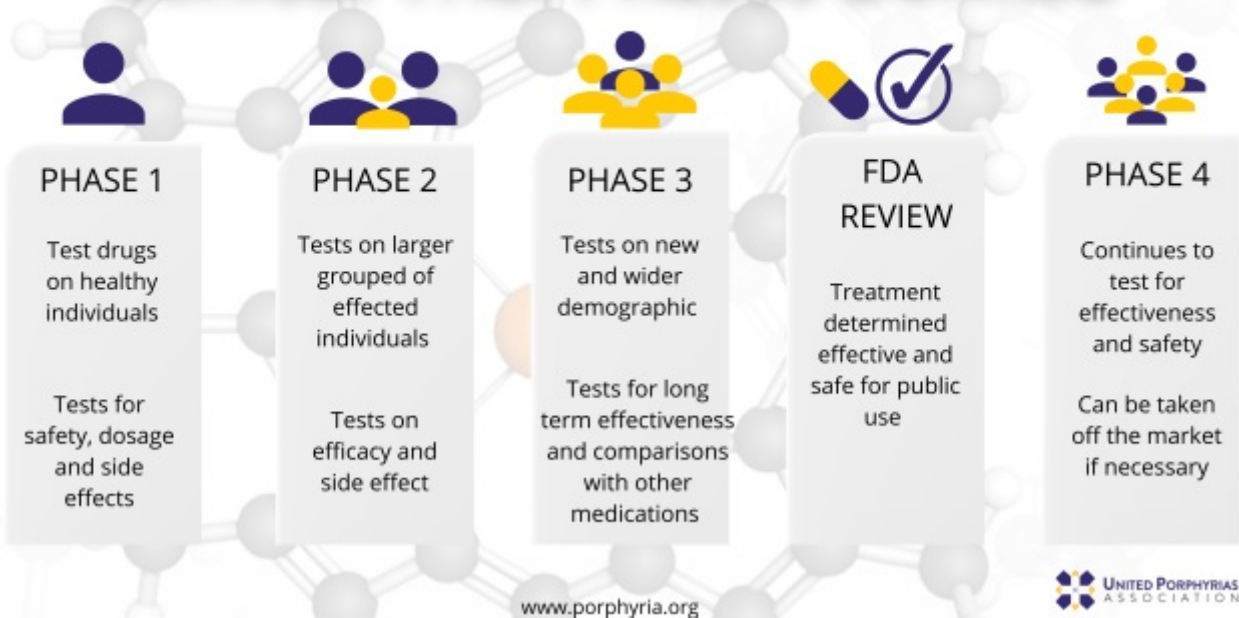 PHASE 1
Test drugs
on healthy
individuals
Tests for
safety, dosage
and side
effects
PHASE 2
Tests on larger
grouped of
effected
individuals
Tests on
efficacy and
side effect
PHASE 3
Tests on new
and wider
demographic
Tests for long
term effectiveness
and comparisons
with other
medications
FDA
REVIEW
Treatment
determined
effective and
safe for public
use
PHASE 4
Continues to
test for
effectiveness
and safety
Can be taken
off the market
if necessary
www.porphyria.org
UNITED PORPHYRIAS
ASSOCIATION